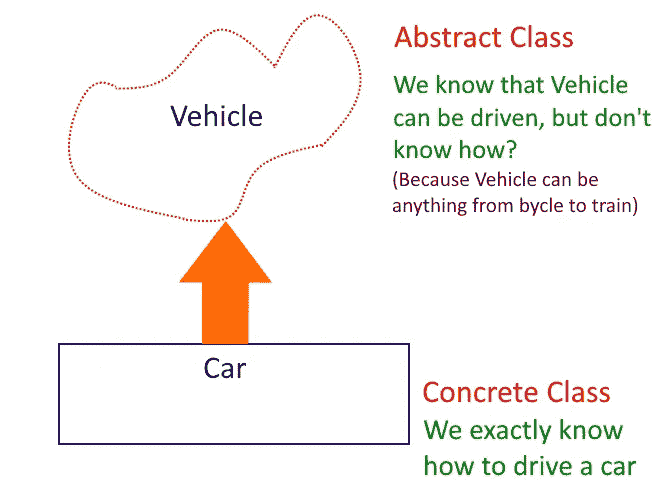 Abstract Class
Vehicle
We know that Vehicle
can be driven, but don't
know how?
(Because Vehicle can be
anything from bycle to train)
Car
Concrete Class
We exactly know
how to drive a car